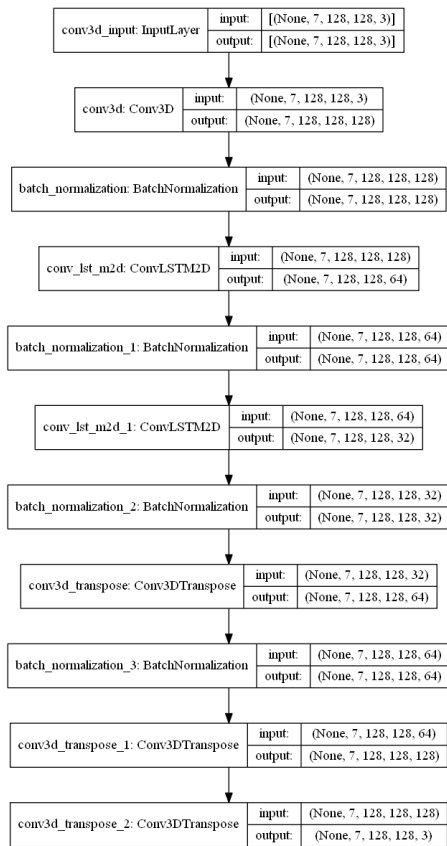 conv3d_input: InputLayer
input: [(None, 7, 128, 128, 3)]
output: [(None, 7, 128, 128, 3)]
conv3d: Conv3D
input: (None, 7, 128, 128, 3)
output: (None, 7, 128, 128, 128)
batch_normalization: BatchNormalization
input: (None, 7, 128, 128, 128)
output: (None, 7, 128, 128, 128)
conv_lst_m2d: ConvLSTM2D
input: (None, 7, 128, 128, 128)
output: (None, 7, 128, 128, 64)
batch_normalization_1: BatchNormalization
input: (None, 7, 128, 128, 64)
output: (None, 7, 128, 128, 64)
conv_lst_m2d_1: ConvLSTM2D
input: (None, 7, 128, 128, 64)
output: (None, 7, 128, 128, 32)
batch_normalization_2: BatchNormalization
input: (None, 7, 128, 128, 32)
output: (None, 7, 128, 128, 32)
conv3d_transpose: Conv3DTranspose
input: (None, 7, 128, 128, 32)
output: (None, 7, 128, 128, 64)
batch_normalization_3: BatchNormalization
input: (None, 7, 128, 128, 64)
output: (None, 7, 128, 128, 64)
conv3d_transpose_1: Conv3DTranspose
input: (None, 7, 128, 128, 64)
output: (None, 7, 128, 128, 128)
conv3d_transpose_2: Conv3DTranspose
input: (None, 7, 128, 128, 128)
output: (None, 7, 128, 128, 3)